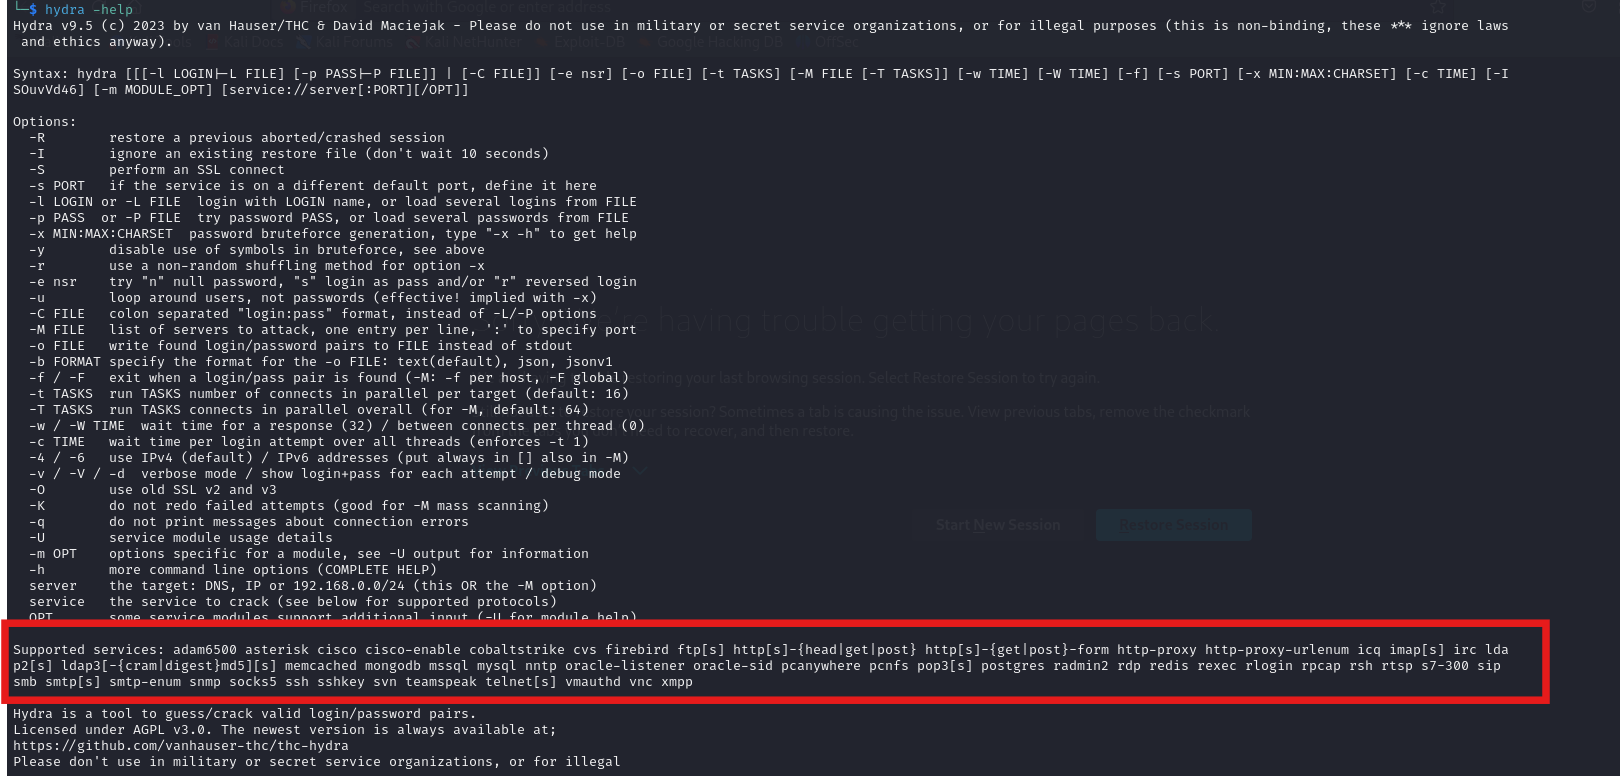 └─$ hydra -help
Hydra v9.5 (c) 2023 by van Hauser/THC & David Maciejak - Please do not use in military or secret service organizations, or for illegal purposes (this is non-binding, these *** ignore laws
and ethics anyway).
Syntax: hydra [[[-l LOGIN|-L FILE] [-p PASS|-P FILE]] | [-C FILE]] [-e nsr] [-o FILE] [-t TASKS] [-M FILE [-T TASKS]] [-w TIME] [-W TIME] [-f] [-s PORT] [-x MIN:MAX:CHARSET] [-c TIME] [-I
SOuvVd46] [-m MODULE_OPT] [service://server[:PORT][/OPT]]
Options:
-R restore a previous aborted/crashed session
-I ignore an existing restore file (don't wait 10 seconds)
-S perform an SSL connect
-s PORT if the service is on a different default port, define it here
-l LOGIN or -L FILE login with LOGIN name, or load several logins from FILE
-p PASS or -P FILE try password PASS, or load several passwords from FILE
-x MIN:MAX:CHARSET password bruteforce generation, type "-x -h" to get help
-y disable use of symbols in bruteforce, see above
-r use a non-random shuffling method for option -x
-e nsr try "n" null password, "s" login as pass and/or "r" reversed login
-u loop around users, not passwords (effective! implied with -x)
-C FILE colon separated "login:pass" format, instead of -L/-P options
-M FILE list of servers to attack, one entry per line, ':' to specify port
-o FILE write found login/password pairs to FILE instead of stdout
-b FORMAT specify the format for the -o FILE: text(default), json, jsonv1
-f / -F exit when a login/pass pair is found (-M: -f per host, -F global)
-t TASKS run TASKS number of connects in parallel per target (default: 16)
-T TASKS run TASKS connects in parallel overall (for -M, default: 64)
-w / -W TIME wait time for a response (32) / between connects per thread (0)
-c TIME wait time per login attempt over all threads (enforces -t 1)
-4 / -6 use IPv4 (default) / IPv6 addresses (put always in [] also in -M)
-v / -V / -d verbose mode / show login+pass for each attempt / debug mode
-O use old SSL v2 and v3
-K do not redo failed attempts (good for -M mass scanning)
-q do not print messages about connection errors
-U service module usage details
-m OPT options specific for a module, see -U output for information
-h more command line options (COMPLETE HELP)
server the target: DNS, IP or 192.168.0.0/24 (this OR the -M option)
service the service to crack (see below for supported protocols)
OPT some service modules support additional input (-U for module help)
Supported services: adam6500 asterisk cisco cisco-enable cobaltstrike cvs firebird ftp[s] http[s]-{head|get|post} http[s]-{get|post}-form http-proxy http-proxy-urlenum icq imap[s] irc lda
p2[s] ldap3[-{cram|digest}md5][s] memcached mongodb mssql mysql nntp oracle-listener oracle-sid pcanywhere pcnfs pop3[s] postgres radmin2 rdp redis rexec rlogin rpcap rsh rtsp s7-300 sip
smb smtp[s] smtp-enum snmp socks5 ssh sshkey svn teamspeak telnet[s] vmauthd vnc xmpp
Hydra is a tool to guess/crack valid login/password pairs.
Licensed under AGPL v3.0. The newest version is always available at;
https://github.com/vanhauser-thc/thc-hydra
Please don't use in military or secret service organizations, or for illegal